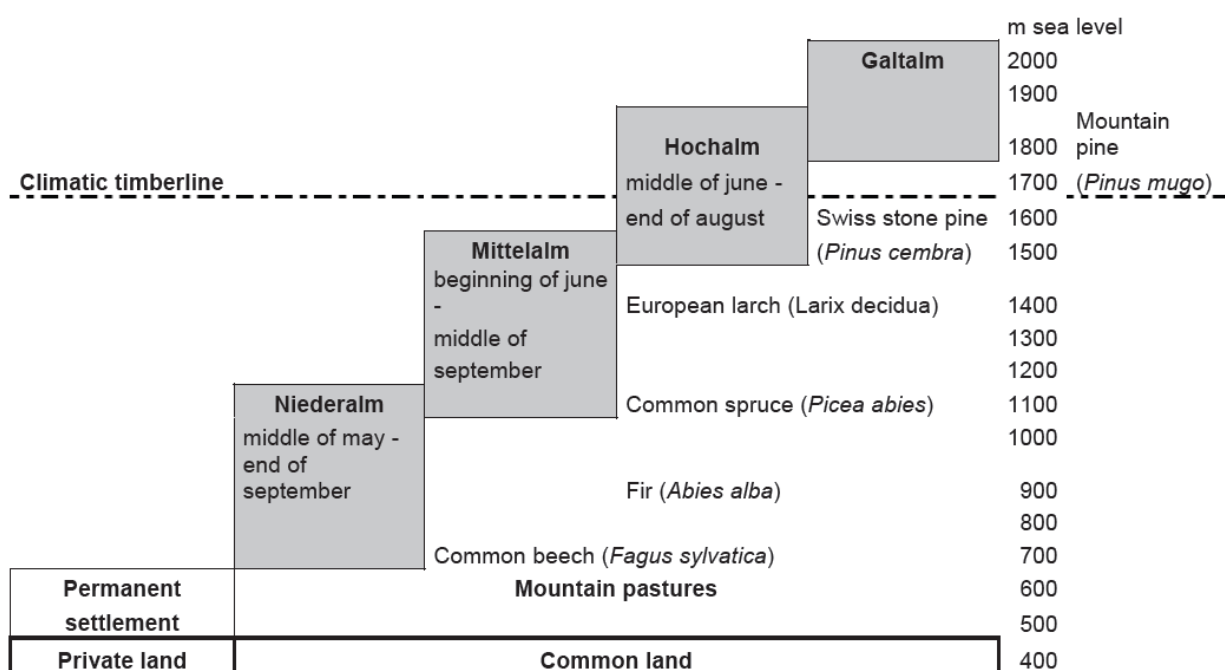 m sea level
Galtalm 2000
1900
Mountain
Hochalm 1800 pine
Climatic timberline middle of june - 1700 (Pinus mugo)
end of august Swiss stone pine 1600
Mittelalm (Pinus cembra) 1500
beginning of june
- European larch (Larix decidua) 1400
middle of 1300
september 1200
Niederalm Common spruce (Picea abies) 1100
middle of may - 1000
end of
september Fir (Abies alba) 900
800
Common beech (Fagus sylvatica) 700
Permanent Mountain pastures 600
settlement 500
Private land Common land 400